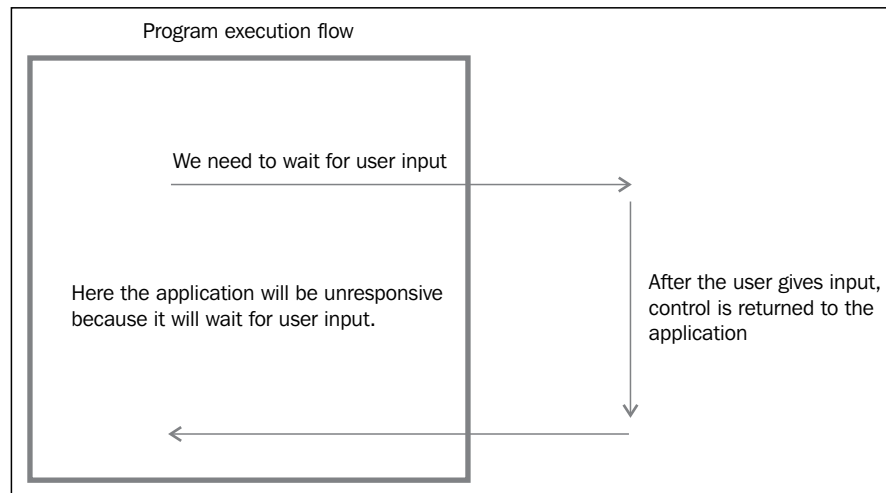 Program execution flow
We need to wait for user input
Here the application will be unresponsive
because it will wait for user input.
After the user gives input,
control is returned to the
application